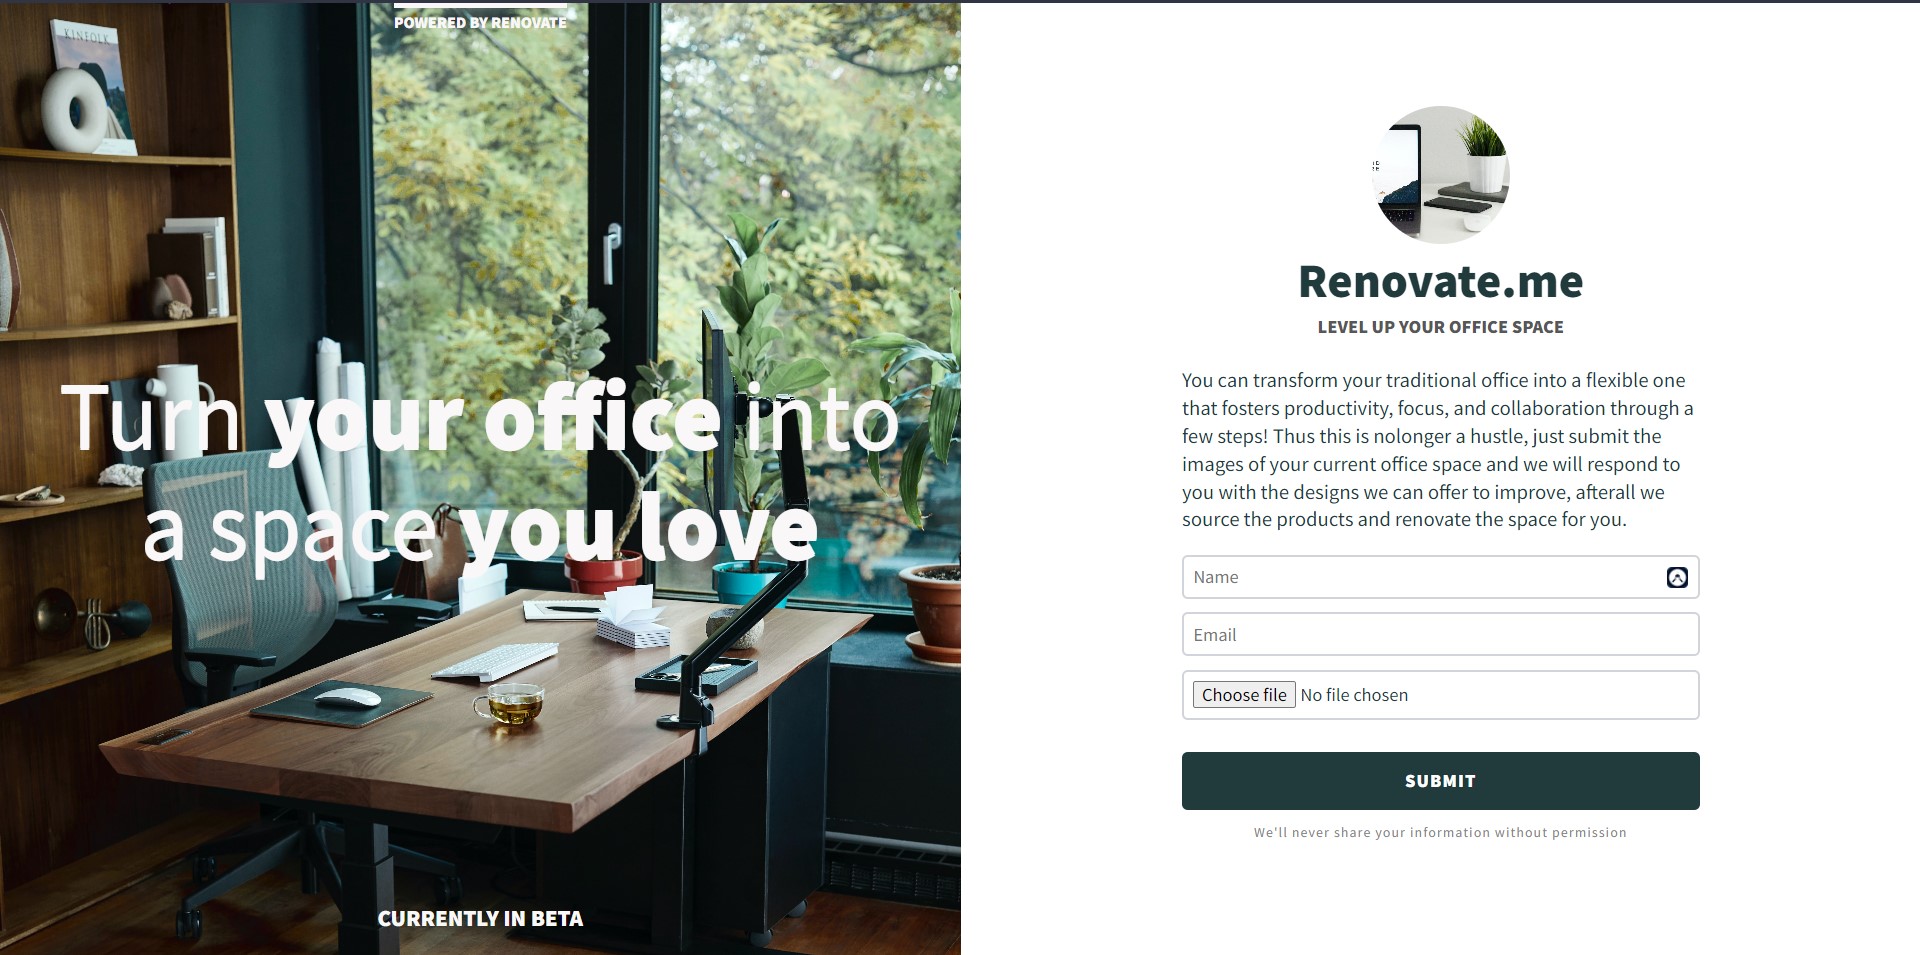 KINFOLK
POWERED BY RENOVATE
Turn your office into
a space you love
CURRENTLY IN BETA
Renovate.me
LEVEL UP YOUR OFFICE SPACE
You can transform your traditional office into a flexible one
that fosters productivity, focus, and collaboration through a
few steps! Thus this is nolonger a hustle, just submit the
images of your current office space and we will respond to
you with the designs we can offer to improve, afterall we
source the products and renovate the space for you.
Name
Email
Choose file No file chosen
SUBMIT
We'll never share your information without permission